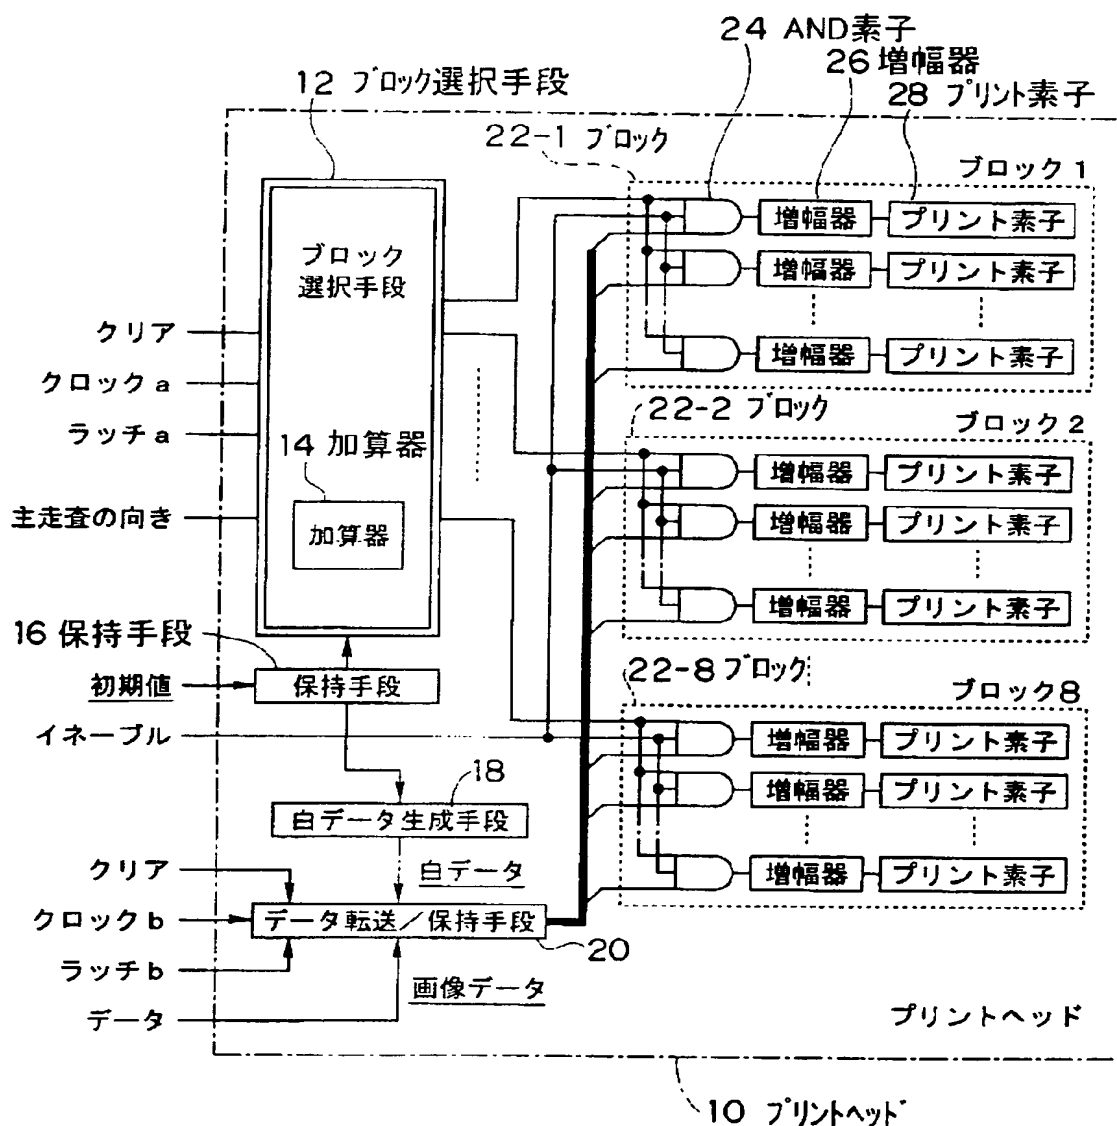 24 AND素子
26 増幅器
12 ブロック選択手段
28 プリント素子
22-1 ブロック
ブロック1
増幅器
プリント素子
ブロック
選択手段
増幅器
プリント素子
クリア
増幅器
プリント素子
クロックa
22-2 ブロック
ブロック2
ラッチa
14 加算器
増幅器
プリント素子
主走査の向き
加算器
増幅器
プリント素子
増幅器
プリント素子
16 保持手段
22-8 ブロック
初期値
保持手段
ブロック8
イネーブル
増幅器
プリント素子
18
増幅器
プリント素子
白データ生成手段
クリア
白データ
増幅器
プリント素子
クロックb
データ転送/保持手段
20
ラッチb
画像データ
データ
プリントヘッド
10 プリントヘッド